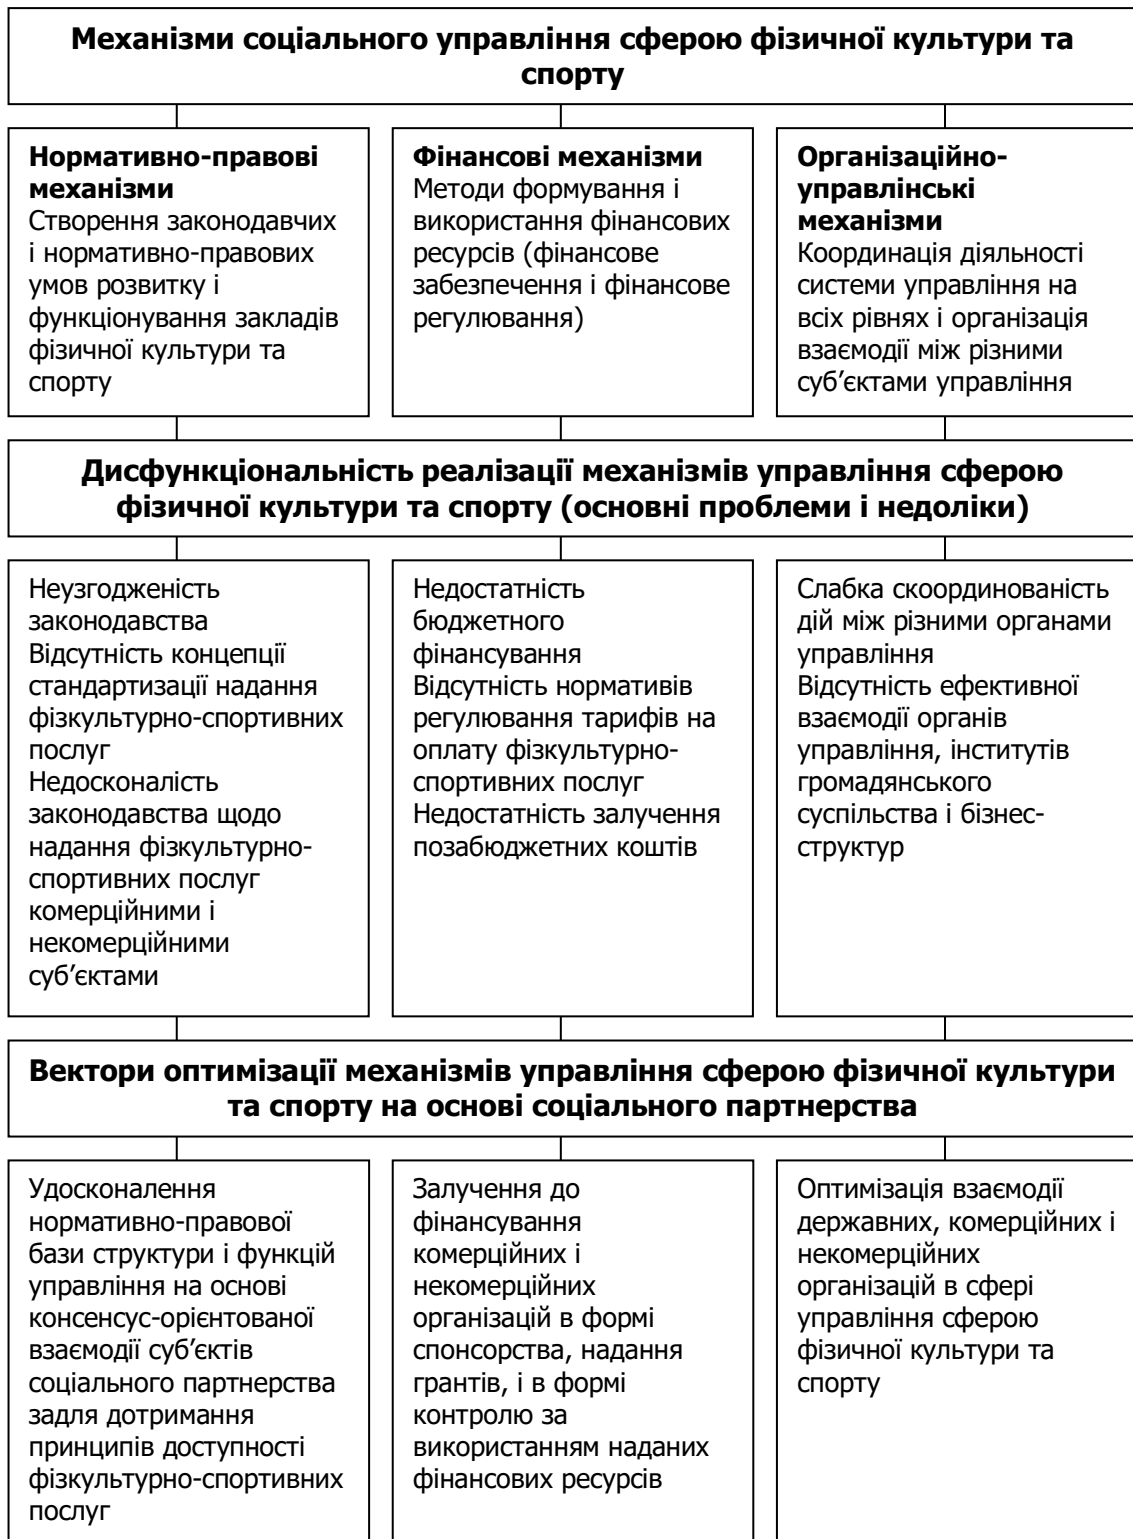 Механізми соціального управління сферою фізичної культури та
спорту
Нормативно-правові
механізми
Створення законодавчих
і нормативно-правових
умов розвитку і
функціонування закладів
фізичної культури та
спорту
Фінансові механізми
Методи формування і
використання фінансових
ресурсів (фінансове
забезпечення і фінансове
регулювання)
Організаційно-
управлінські
механізми
Координація діяльності
системи управління на
всіх рівнях і організація
взаємодії між різними
суб’єктами управління
Дисфункціональність реалізації механізмів управління сферою
фізичної культури та спорту (основні проблеми і недоліки)
Неузгодженість
законодавства
Відсутність концепції
стандартизації надання
фізкультурно-спортивних
послуг
Недосконалість
законодавства щодо
надання фізкультурно-
спортивних послуг
комерційними і
некомерційними
суб’єктами
Недостатність
бюджетного
фінансування
Відсутність нормативів
регулювання тарифів на
оплату фізкультурно-
спортивних послуг
Недостатність залучення
позабюджетних коштів
Слабка скоординованість
дій між різними органами
управління
Відсутність ефективної
взаємодії органів
управління, інститутів
громадянського
суспільства і бізнес-
структур
Вектори оптимізації механізмів управління сферою фізичної культури
та спорту на основі соціального партнерства
Удосконалення
нормативно-правової
бази структури і функцій
управління на основі
консенсус-орієнтованої
взаємодії суб’єктів
соціального партнерства
задля дотримання
принципів доступності
фізкультурно-спортивних
послуг
Залучення до
фінансування
комерційних і
некомерційних
організацій в формі
спонсорства, надання
грантів, і в формі
контролю за
використанням наданих
фінансових ресурсів
Оптимізація взаємодії
державних, комерційних і
некомерційних
організацій в сфері
управління сферою
фізичної культури та
спорту